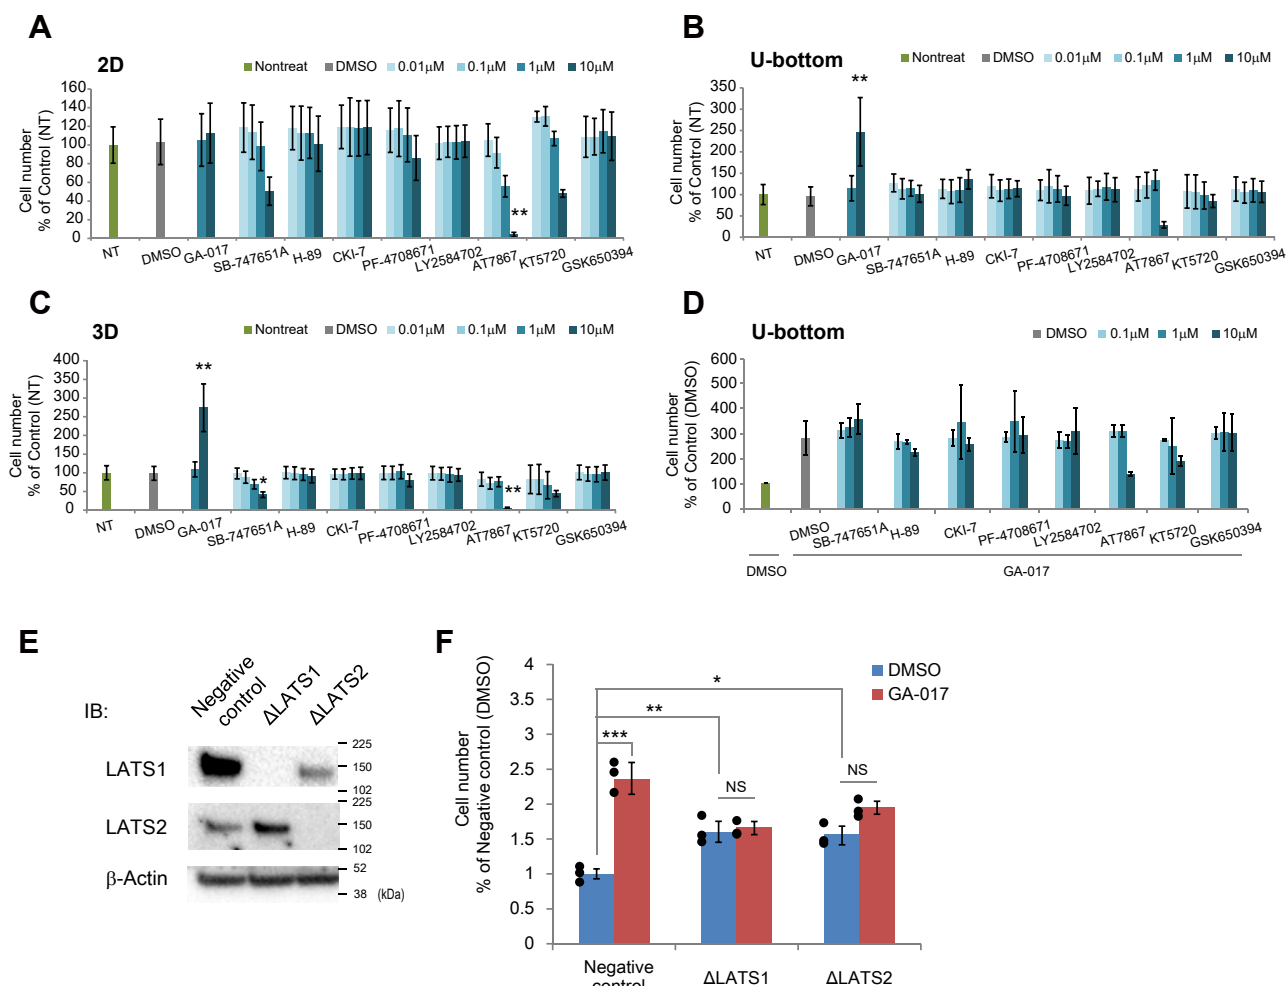 A
2D
Nontreat DMSO 0.01μM 0.1μM 1μM 10μM
Cell number
% of Control (NT)
160
140
120
100
80
60
40
20
0
**
NT DMSO GA-017 SB-747651A H-89 CKI-7 PF-4708671 LY2584702 AT7867 KT5720 GSK650394
B
U-bottom
Nontreat DMSO 0.01μM 0.1μM 1μM 10μM
Cell number
% of Control (NT)
350
300
250
200
150
100
50
0
**
NT DMSO GA-017 SB-747651A H-89 CKI-7 PF-4708671 LY2584702 AT7867 KT5720 GSK650394
C
3D
Nontreat DMSO 0.01μM 0.1μM 1μM 10μM
Cell number
% of Control (NT)
400
350
300
250
200
150
100
50
0
** * **
NT DMSO GA-017 SB-747651A H-89 CKI-7 PF-4708671 LY2584702 AT7867 KT5720 GSK650394
D
U-bottom
DMSO 0.1μM 1μM 10μM
Cell number
% of Control (DMSO)
600
500
400
300
200
100
0
DMSO SB-747651A H-89 CKI-7 PF-4708671 LY2584702 AT7867 KT5720 GSK650394
DMSO GA-017
E
IB:
Negative
control
ΔLATS1
ΔLATS2
LATS1
225
150
102
LATS2
225
150
102
β-Actin
52
38 (kDa)
F
Cell number
% of Negative control (DMSO)
4
3.5
3
2.5
2
1.5
1
0.5
0
DMSO
GA-017
*
**
***
NS
NS
Negative
control
ΔLATS1
ΔLATS2